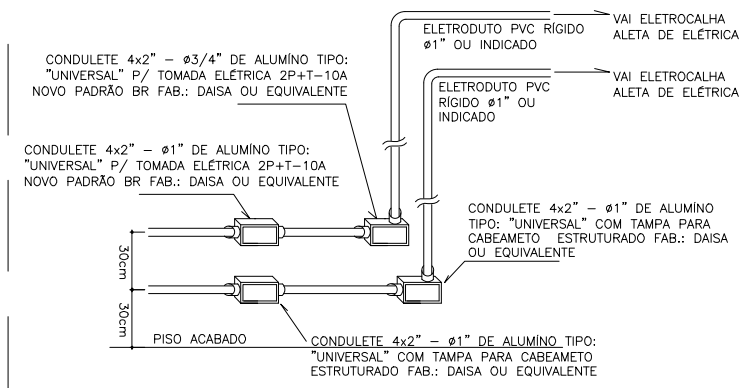 ELETRODUTO PVC RÍGIDO
ø1" OU INDICADO
VAI ELETROCALHA
ALETA DE ELÉTRICA
CONDULETE 4x2" – ø3/4" DE ALUMÍNO TIPO:
"UNIVERSAL" P/ TOMADA ELÉTRICA 2P+T-10A
NOVO PADRÃO BR FAB.: DAISA OU EQUIVALENTE
ELETRODUTO PVC
RÍGIDO ø1" OU
INDICADO
VAI ELETROCALHA
ALETA DE ELÉTRICA
CONDULETE 4x2" – ø1" DE ALUMÍNO TIPO:
"UNIVERSAL" P/ TOMADA ELÉTRICA 2P+T-10A
NOVO PADRÃO BR FAB.: DAISA OU EQUIVALENTE
CONDULETE 4x2" – ø1" DE ALUMÍNO
TIPO: "UNIVERSAL" COM TAMPA PARA
CABEAMETO ESTRUTURADO FAB.: DAISA
OU EQUIVALENTE
30cm
30cm
PISO ACABADO
CONDULETE 4x2" – ø1" DE ALUMÍNO TIPO:
"UNIVERSAL" COM TAMPA PARA CABEAMETO
ESTRUTURADO FAB.: DAISA OU EQUIVALENTE